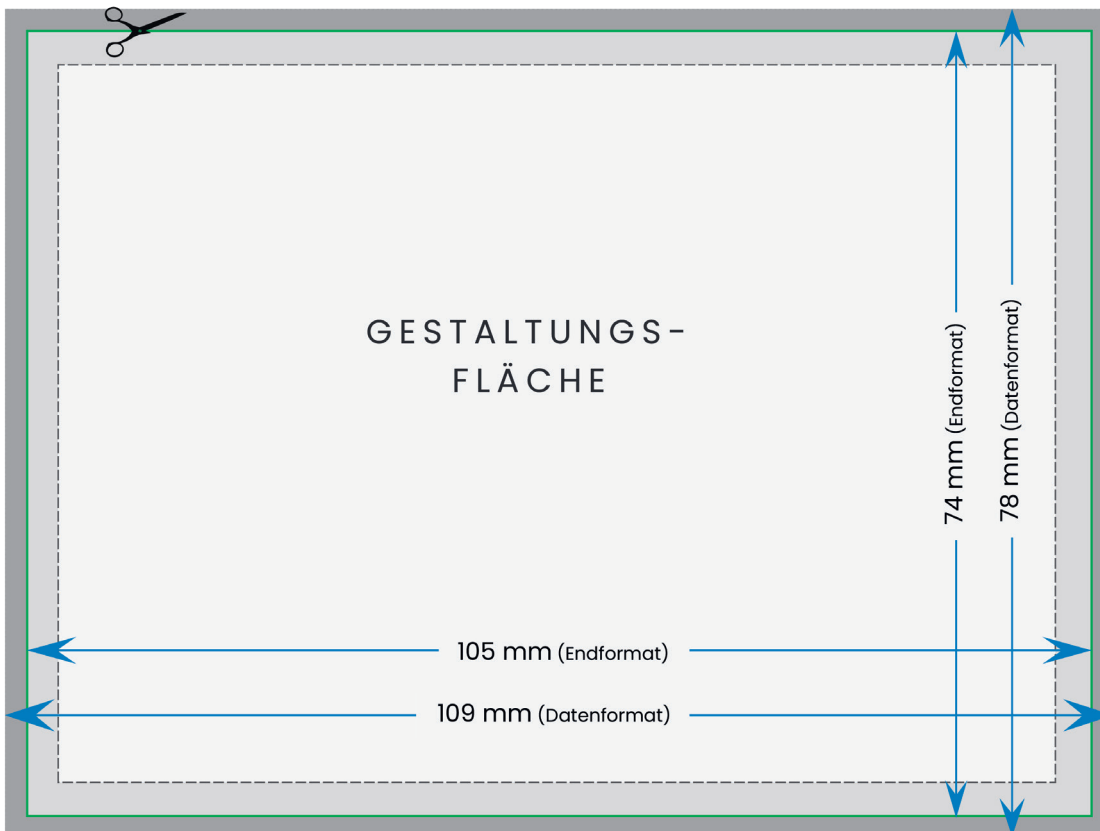 GESTALTUNGS-
FLÄCHE
74 mm (Endformat)
78 mm (Datenformat)
105 mm (Endformat)
109 mm (Datenformat)